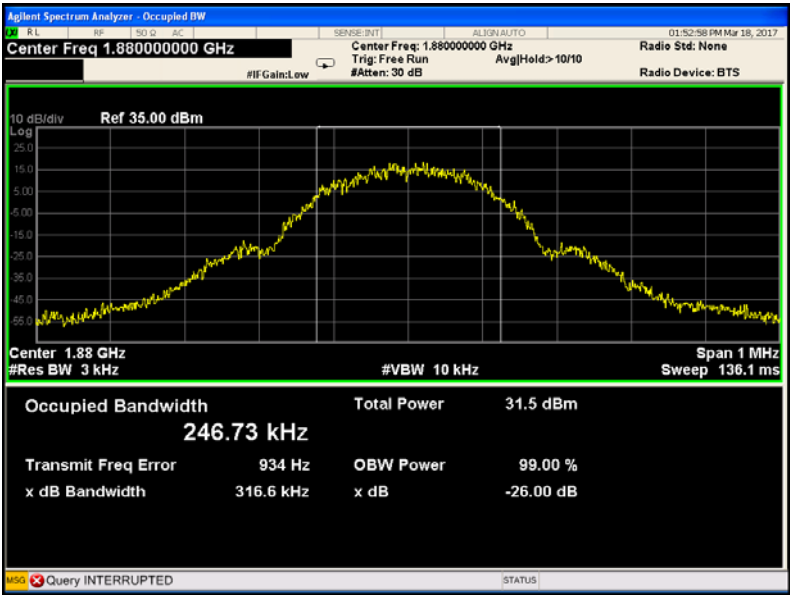 Agilent Spectrum Analyzer - Occupied BW
LXI RL RF 50 Ω AC SENSE:INT ALIGNAUTO 01:52:58 PM Mar 18, 2017
Center Freq 1.880000000 GHz Center Freq: 1.880000000 GHz Radio Std: None
Trig: Free Run Avg|Hold:>10/10
#IFGain:Low #Atten: 30 dB Radio Device: BTS
10 dB/div Ref 35.00 dBm
Log
25.0
15.0
5.00
-5.00
-15.0
-25.0
-35.0
-45.0
-55.0
Center 1.88 GHz Span 1 MHz
#Res BW 3 kHz #VBW 10 kHz Sweep 136.1 ms
Occupied Bandwidth Total Power 31.5 dBm
246.73 kHz
Transmit Freq Error 934 Hz OBW Power 99.00 %
x dB Bandwidth 316.6 kHz x dB -26.00 dB
MSG Query INTERRUPTED STATUS